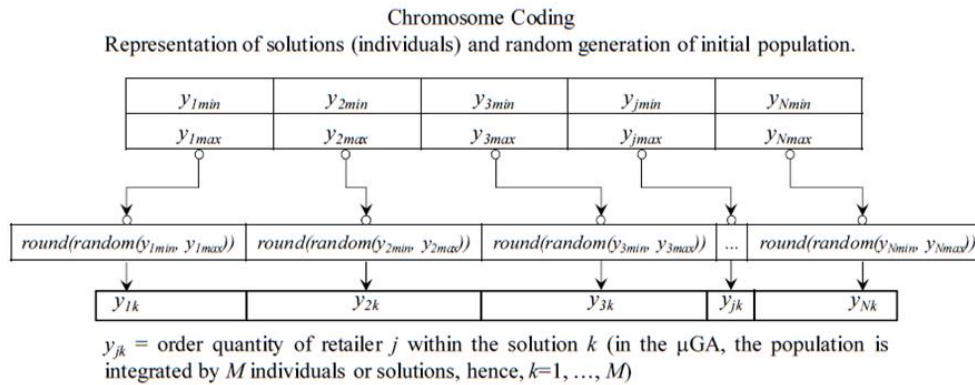 Chromosome Coding
Representation of solutions (individuals) and random generation of initial population.
y1min y2min y3min yjmin yNmin
y1max y2max y3max yjmax yNmax
round(random(y1min, y1max)) round(random(y2min, y2max)) round(random(y3min, y3max)) ... round(random(yNmin, yNmax))
y1k y2k y3k yjk yNk
yjk = order quantity of retailer j within the solution k (in the μGA, the population is
integrated by M individuals or solutions, hence, k=1, …, M)